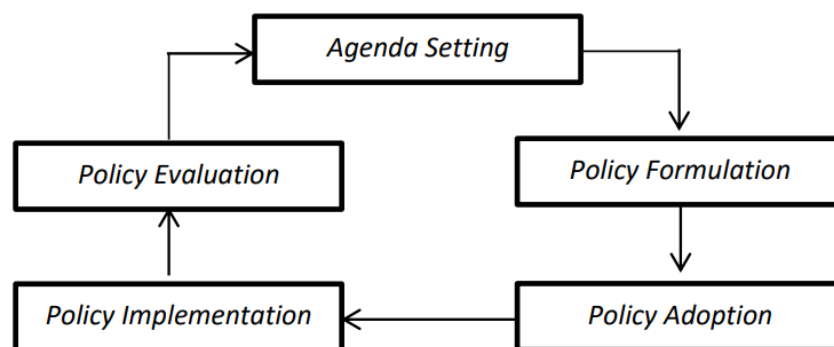 Agenda Setting
Policy Evaluation
Policy Formulation
Policy Implementation
Policy Adoption